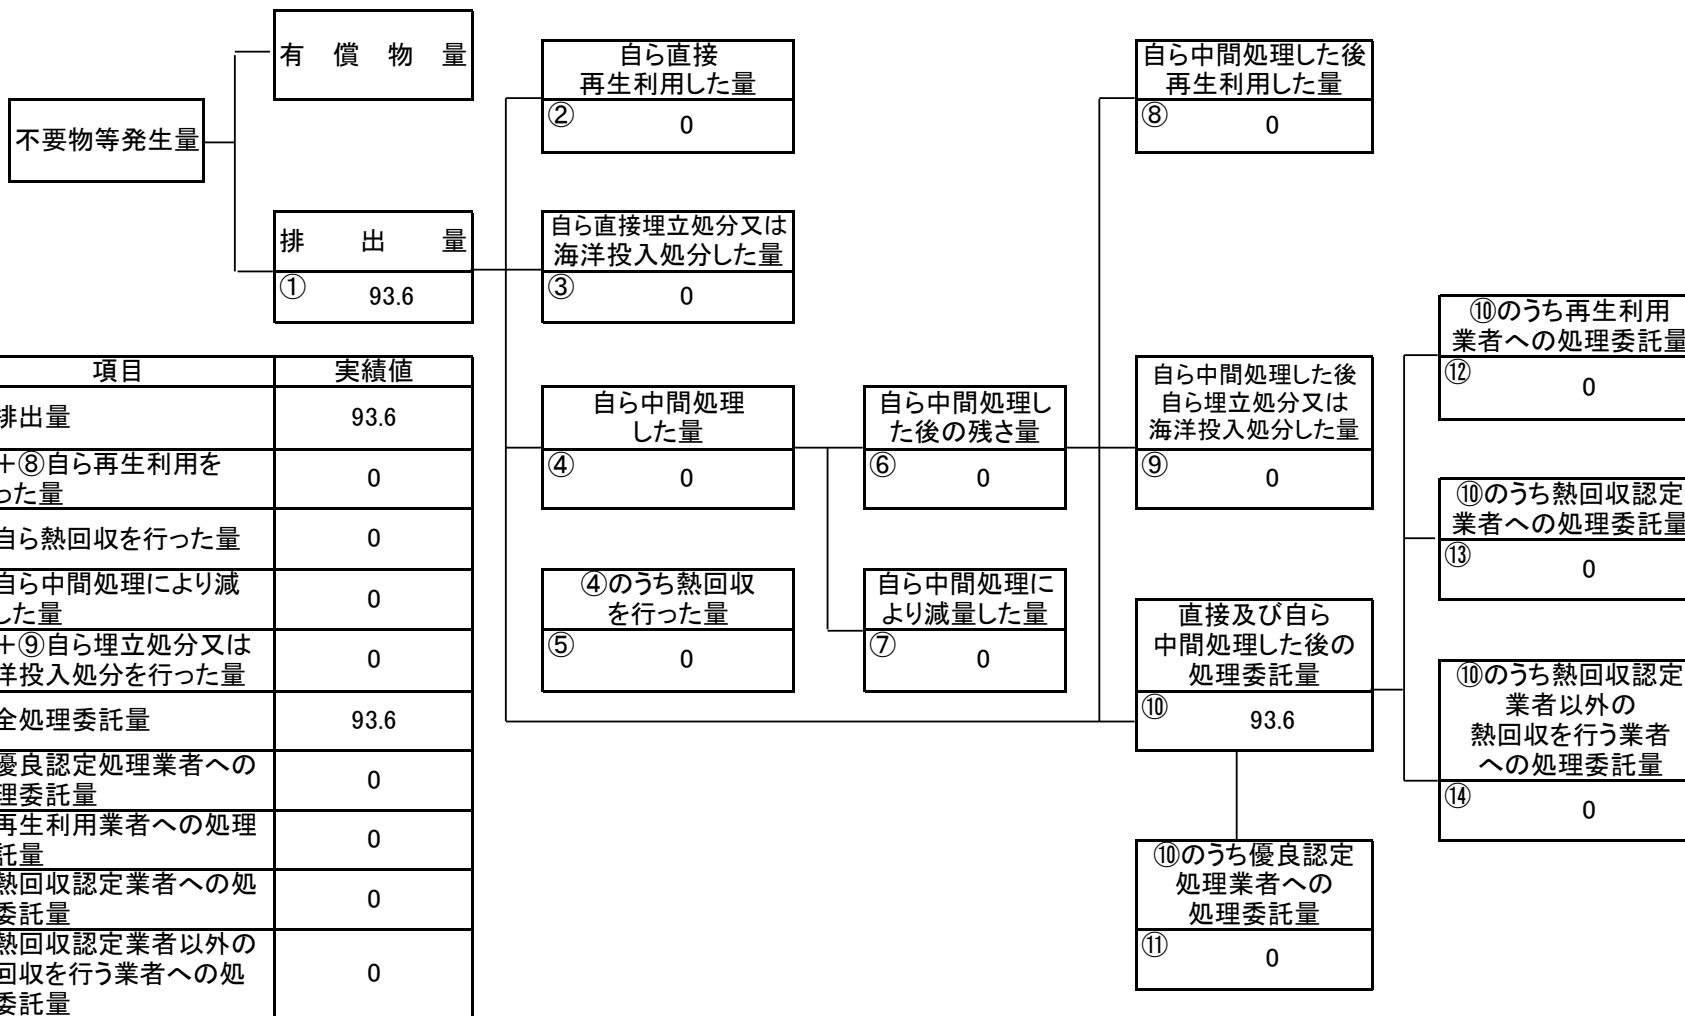 不要物等発生量
有償物量
排出量
①
93.6
自ら直接
再生利用した量
②
0
自ら直接埋立処分又は
海洋投入処分した量
③
0
自ら中間処理
した量
④
0
④のうち熱回収
を行った量
⑤
0
自ら中間処理し
た後の残さ量
⑥
0
自ら中間処理に
より減量した量
⑦
0
自ら中間処理した後
再生利用した量
⑧
0
自ら中間処理した後
自ら埋立処分又は
海洋投入処分した量
⑨
0
直接及び自ら
中間処理した後の
処理委託量
⑩
93.6
⑩のうち優良認定
処理業者への
処理委託量
⑪
0
⑩のうち再生利用
業者への処理委託量
⑫
0
⑩のうち熱回収認定
業者への処理委託量
⑬
0
⑩のうち熱回収認定
業者以外の
熱回収を行う業者
への処理委託量
⑭
0
項目 実績値
排出量 93.6
+⑧自ら再生利用を
った量 0
自ら熱回収を行った量 0
自ら中間処理により減
した量 0
+⑨自ら埋立処分又は
洋投入処分を行った量 0
全処理委託量 93.6
優良認定処理業者への
理委託量 0
再生利用業者への処理
託量 0
熱回収認定業者への処
委託量 0
熱回収認定業者以外の
回収を行う業者への処
委託量 0